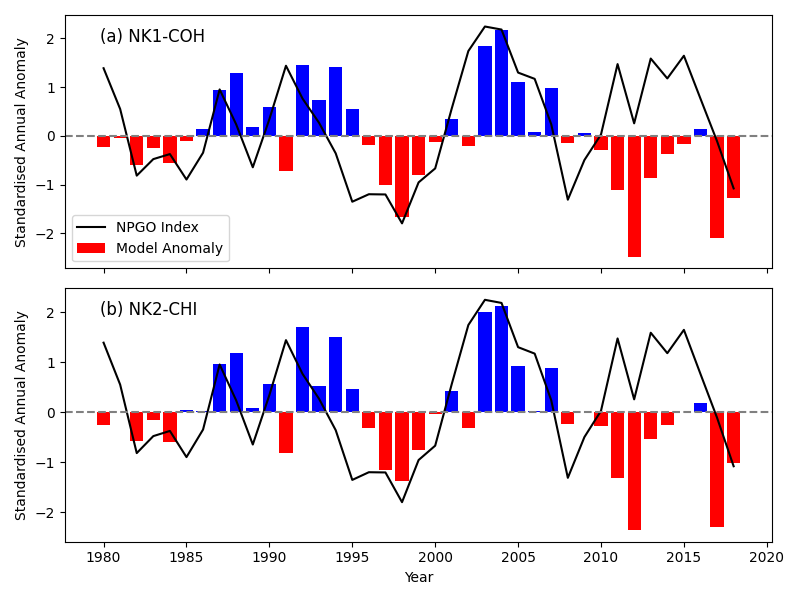 (a) NK1-COH
Standardised Annual Anomaly
2
1
0
−1
−2
NPGO Index
Model Anomaly
(b) NK2-CHI
Standardised Annual Anomaly
2
1
0
−1
−2
1980 1985 1990 1995 2000 2005 2010 2015 2020
Year